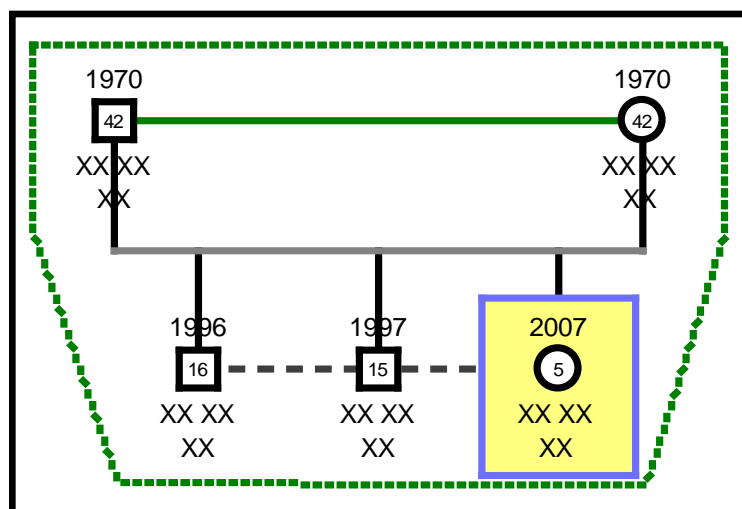 1970 1970
42 42
XX XX XX XX
XX XX
1996 1997 2007
16 15 5
XX XX XX XX XX XX
XX XX XX